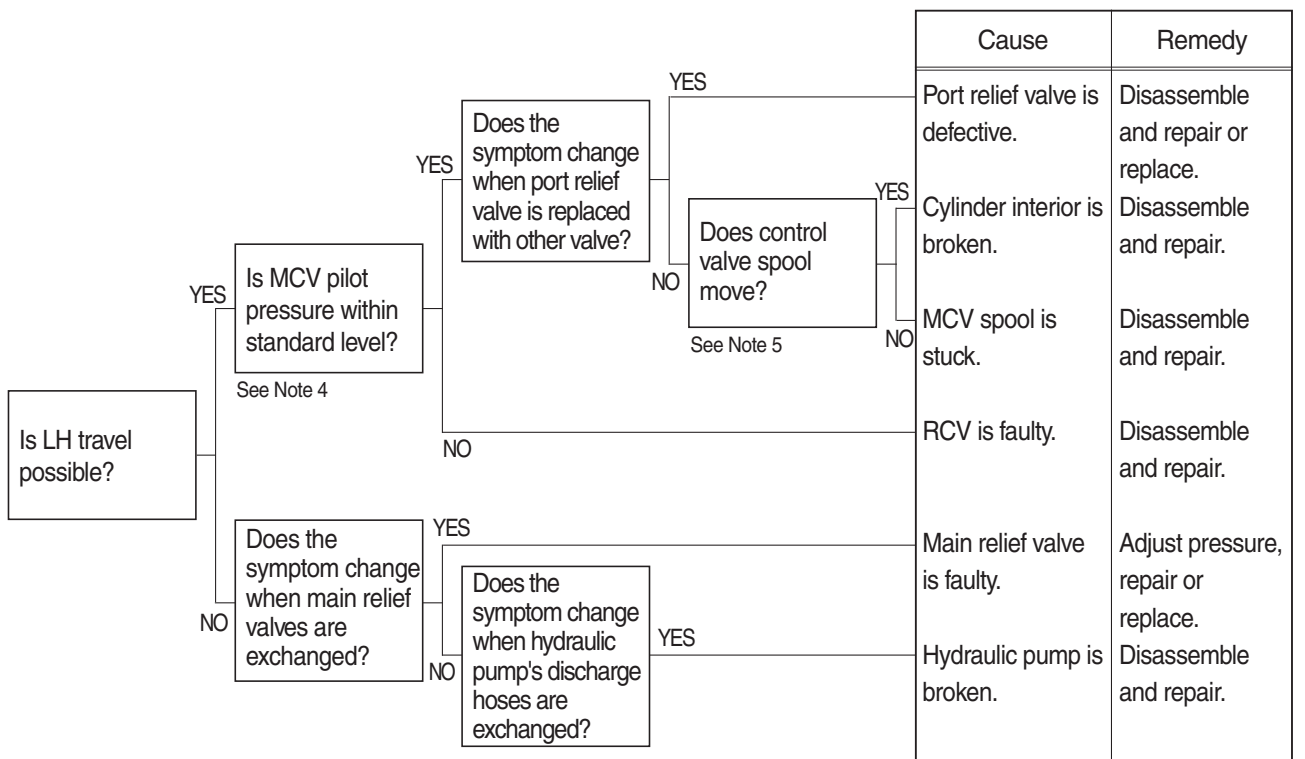 Cause
Remedy
YES
Port relief valve is
defective.
Disassemble
and repair or
replace.
Does the
symptom change
when port relief
valve is replaced
with other valve?
YES
YES
Cylinder interior is
broken.
Disassemble
and repair.
Does control
valve spool
move?
NO
See Note 5
NO
MCV spool is
stuck.
Disassemble
and repair.
YES
Is MCV pilot
pressure within
standard level?
See Note 4
NO
RCV is faulty.
Disassemble
and repair.
Is LH travel
possible?
Does the
symptom change
when main relief
valves are
exchanged?
NO
YES
Main relief valve
is faulty.
Adjust pressure,
repair or
replace.
Does the
symptom change
when hydraulic
pump's discharge
hoses are
exchanged?
NO
YES
Hydraulic pump is
broken.
Disassemble
and repair.